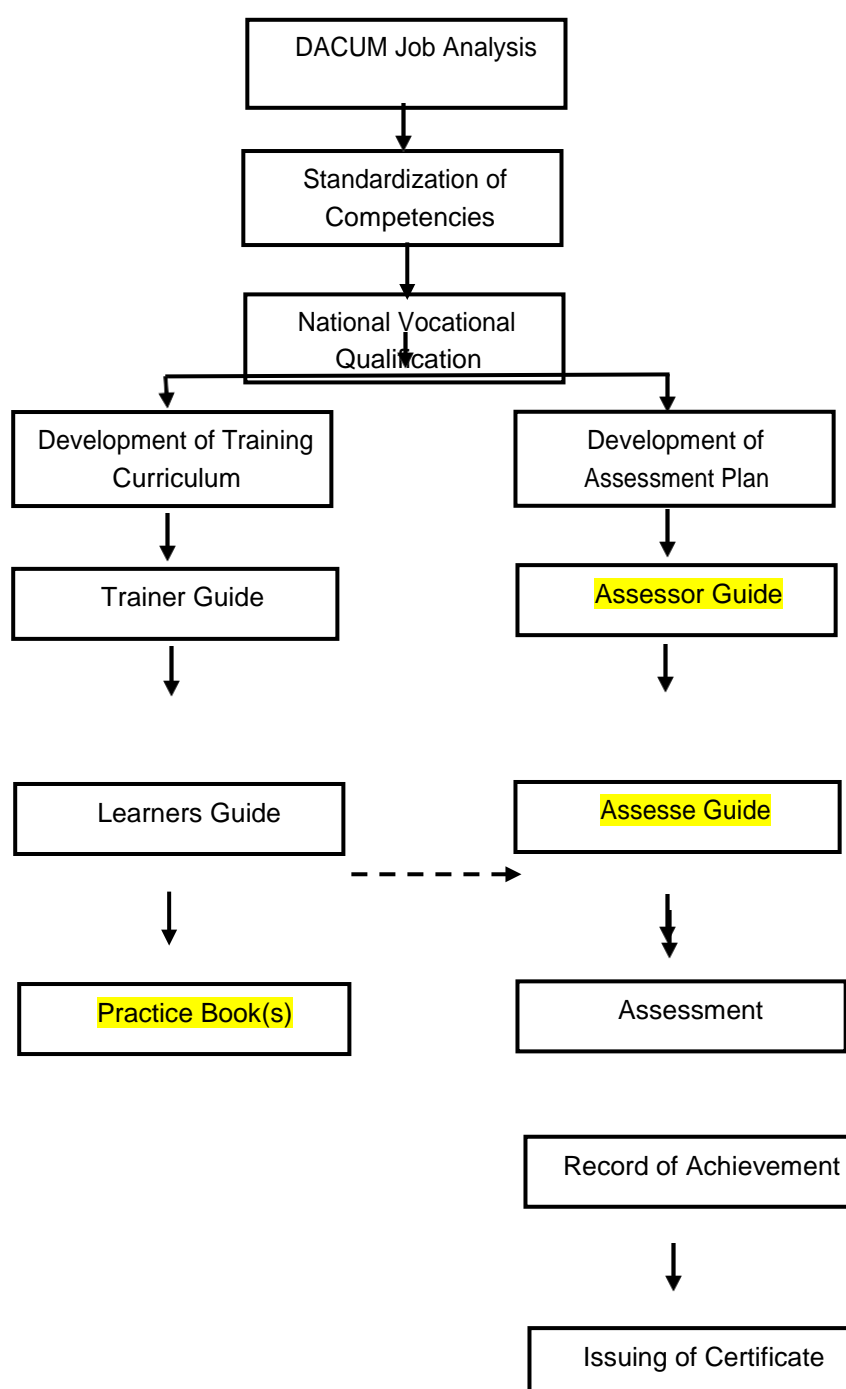 DACUM Job Analysis
Standardization of
Competencies
National Vocational
Qualification
Development of Training
Curriculum
Development of
Assessment Plan
Trainer Guide
Assessor Guide
Learners Guide
Assesse Guide
Practice Book(s)
Assessment
Record of Achievement
Issuing of Certificate